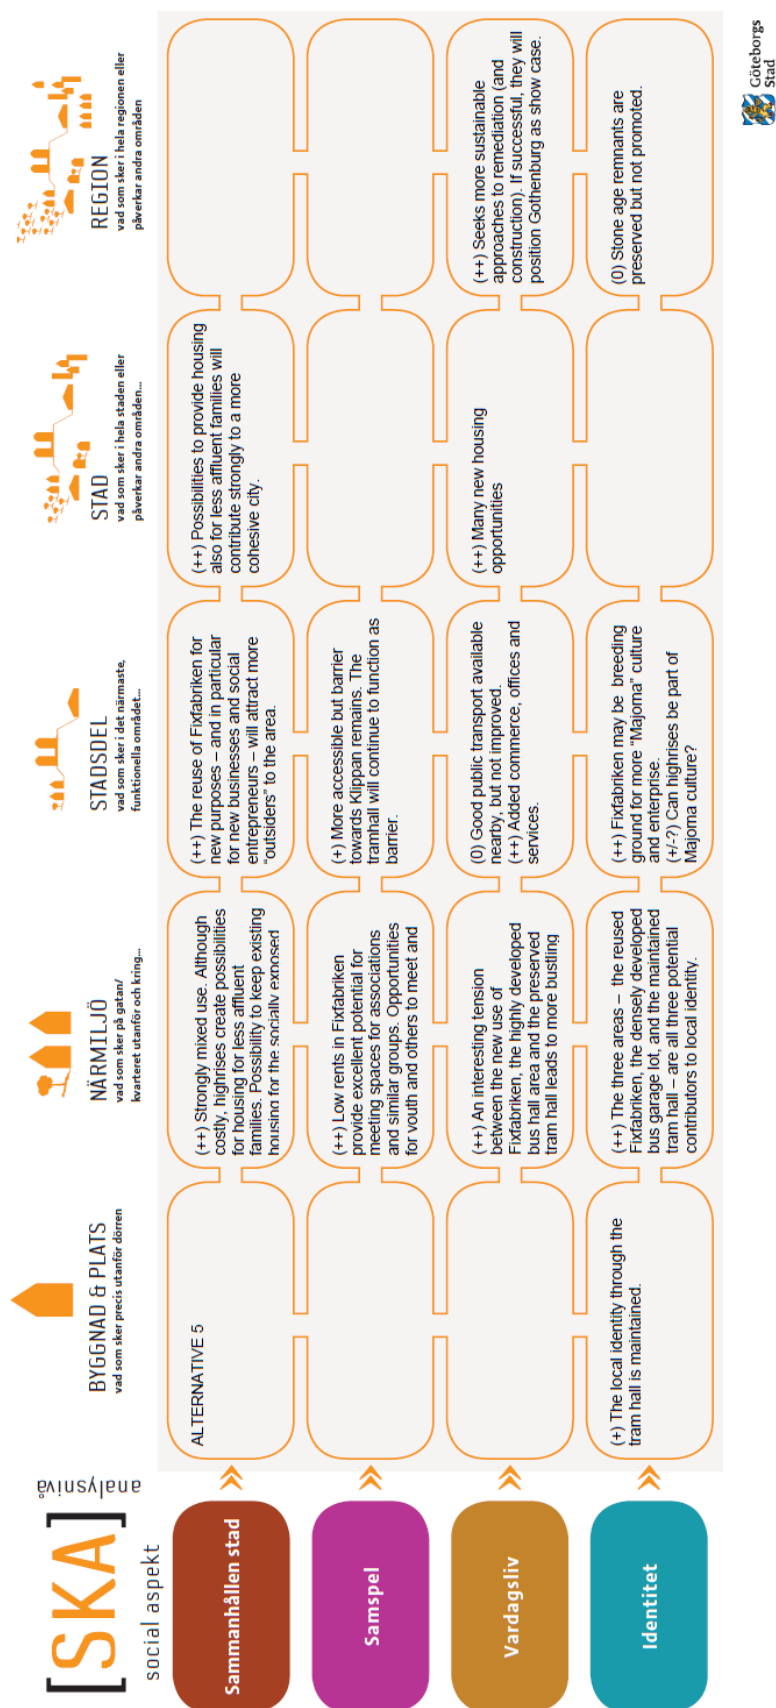 [SKA]
analysnivå
social aspekt
BYGGNAD & PLATS
vad som sker precis utanför dörren
NÄRMILJÖ
vad som sker på gatan/
kvarteret utanför och kring...
STADSDEL
vad som sker i det närmaste,
funktionella området...
STAD
vad som sker i hela staden eller
påverkar andra områden...
REGION
vad som sker i hela regionen eller
påverkar andra områden
Sammanhållen stad
ALTERNATIVE 5
(++) Strongly mixed use. Although
costly, highrises create possibilities
for housing for less affluent
families. Possibility to keep existing
housing for the socially exposed
(++) The reuse of Fixfabriken for
new purposes – and in particular
for new businesses and social
entrepreneurs – will attract more
“outsiders” to the area.
(++) Possibilities to provide housing
also for less affluent families will
contribute strongly to a more
cohesive city.
Samspel
(++) Low rents in Fixfabriken
provide excellent potential for
meeting spaces for associations
and similar groups. Opportunities
for youth and others to meet and
(+) More accessible but barrier
towards Klippan remains. The
tramhall will continue to function as
barrier.
Vardagsliv
(++) An interesting tension
between the new use of
Fixfabriken, the highly developed
bus hall area and the preserved
tram hall leads to more bustling
(0) Good public transport available
nearby, but not improved.
(++) Added commerce, offices and
services.
(++) Many new housing
opportunities
(++) Seeks more sustainable
approaches to remediation (and
construction). If successful, they will
position Gothenburg as show case.
Identitet
(+) The local identity through the
tram hall is maintained.
(++) The three areas – the reused
Fixfabriken, the densely developed
bus garage lot, and the maintained
tram hall – are all three potential
contributors to local identity.
(++) Fixfabriken may be breeding
ground for more “Majorna” culture
and enterprise.
(+/-?) Can highrises be part of
Majorna culture?
(0) Stone age remnants are
preserved but not promoted.
Göteborgs
Stad